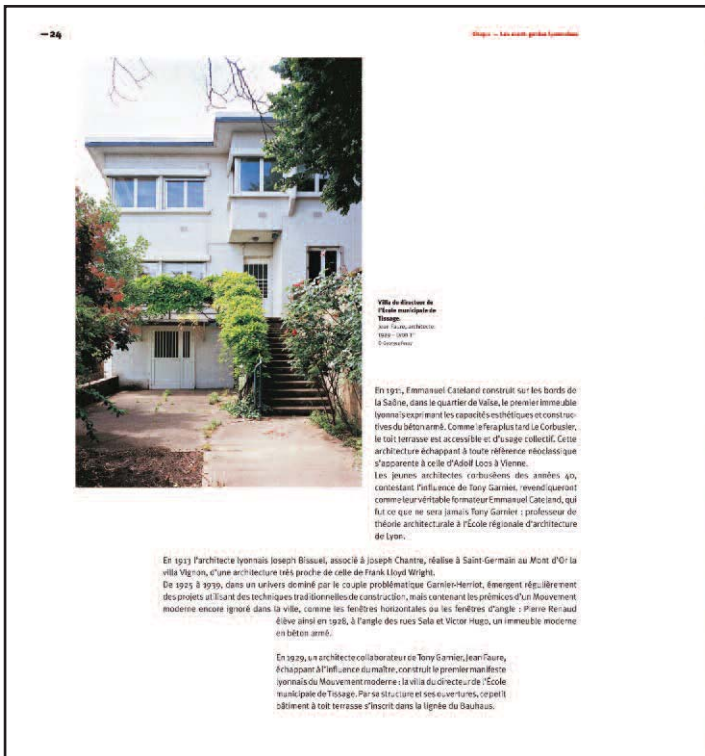 —24
Villa du directeur de
l'École municipale de
Tissage.
Jean Faure, architecte
1929 – Lyon
En 1911, Emmanuel Cateland construit sur les bords de
la Saône, dans le quartier de Vaise, le premier immeuble
lyonnais exprimant les capacités esthétiques et construc-
tives du béton armé. Comme le fera plus tard Le Corbusier,
le toit terrasse est accessible et d'usage collectif. Cette
architecture échappant à toute référence néoclassique
s'apparente à celle d'Adolf Loos à Vienne.
Les jeunes architectes corbuséens des années 40,
contestant l'influence de Tony Garnier, revendiqueront
comme leur véritable formateur Emmanuel Cateland, qui
fut ce que ne sera jamais Tony Garnier : professeur de
théorie architecturale à l'École régionale d'architecture
de Lyon.
En 1913 l'architecte lyonnais Joseph Bissuel, associé à Joseph Chantre, réalise à Saint-Germain au Mont d'Or la
villa Vignon, d'une architecture très proche de celle de Frank Lloyd Wright.
De 1925 à 1939, dans un univers dominé par le couple problématique Garnier-Herriot, émergent régulièrement
des projets utilisant des techniques traditionnelles de construction, mais contenant les prémices d'un Mouvement
moderne encore ignoré dans la ville, comme les fenêtres horizontales ou les fenêtres d'angle : Pierre Renaud
élève ainsi en 1928, à l'angle des rues Sala et Victor Hugo, un immeuble moderne
en béton armé.
En 1929, un architecte collaborateur de Tony Garnier, Jean Faure,
échappant à l'influence du maître, construit le premier manifeste
lyonnais du Mouvement moderne : la villa du directeur de l'École
municipale de Tissage. Par sa structure et ses ouvertures, ce petit
bâtiment à toit terrasse s'inscrit dans la lignée du Bauhaus.